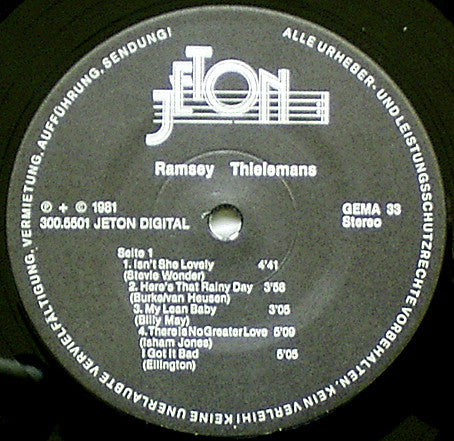 ALLE URHEBER- UND LEISTUNGSSCHUTZRECHTE VORBEHALTEN. KEIN VERLEIH! KEINE UNERLAUBTE VERVIELFÄLTIGUNG, VERMIETUNG, AUFFÜHRUNG, SENDUNG!
JETON
Ramsey Thielemans
℗ + © 1981
300.5501 JETON DIGITAL
GEMA 33
Stereo
Seite 1
1. Isn't She Lovely 4'41
(Stevie Wonder)
2. Here's That Rainy Day 3'58
(Burke/van Heusen)
3. My Lean Baby 3'05
(Billy May)
4. There Is No Greater Love 5'09
(Isham Jones)
I Got It Bad 5'05
(Ellington)